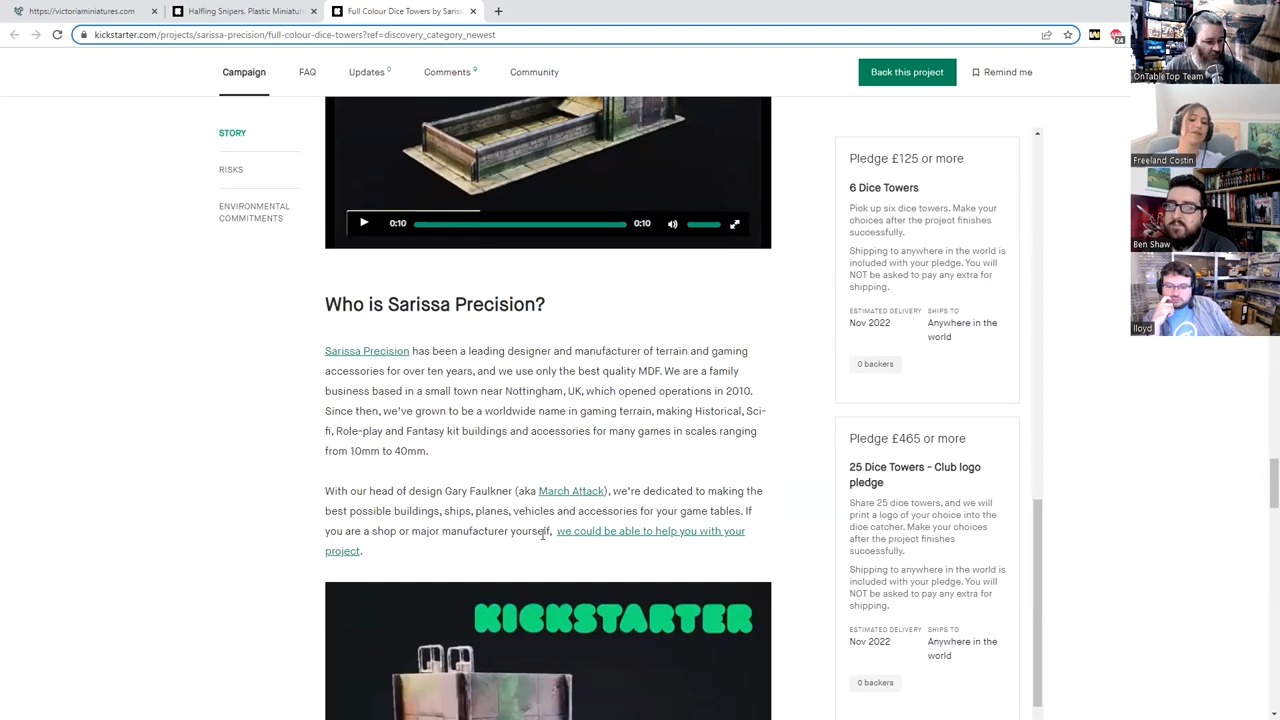 https://victoriaminiatures.com/
Halfling Snipers. Plastic Miniature
Full Colour Dice Towers by Saris
kickstarter.com/projects/sarissa-precision/full-colour-dice-towers?ref=discovery_category_newest
24
Campaign
FAQ
Updates 0
Comments 0
Community
Back this project
Remind me
STORY
RISKS
ENVIRONMENTAL
COMMITMENTS
0:10
0:10
Who is Sarissa Precision?
Sarissa Precision has been a leading designer and manufacturer of terrain and gaming
accessories for over ten years, and we use only the best quality MDF. We are a family
business based in a small town near Nottingham, UK, which opened operations in 2010.
Since then, we've grown to be a worldwide name in gaming terrain, making Historical, Sci-
fi, Role-play and Fantasy kit buildings and accessories for many games in scales ranging
from 10mm to 40mm.
With our head of design Gary Faulkner (aka March Attack), we're dedicated to making the
best possible buildings, ships, planes, vehicles and accessories for your game tables. If
you are a shop or major manufacturer yourself, we could be able to help you with your
project.
KICKSTARTER
Pledge £125 or more
6 Dice Towers
Pick up six dice towers. Make your
choices after the project finishes
successfully.
Shipping to anywhere in the world is
included with your pledge. You will
NOT be asked to pay any extra for
shipping.
ESTIMATED DELIVERY
Nov 2022
SHIPS TO
Anywhere in the
world
0 backers
Pledge £465 or more
25 Dice Towers - Club logo
pledge
Share 25 dice towers, and we will
print a logo of your choice into the
dice catcher. Make your choices
after the project finishes
successfully.
Shipping to anywhere in the world is
included with your pledge. You will
NOT be asked to pay any extra for
shipping.
ESTIMATED DELIVERY
Nov 2022
SHIPS TO
Anywhere in the
world
0 backers
OnTableTop Team
Freeland Costin
Ben Shaw
lloyd